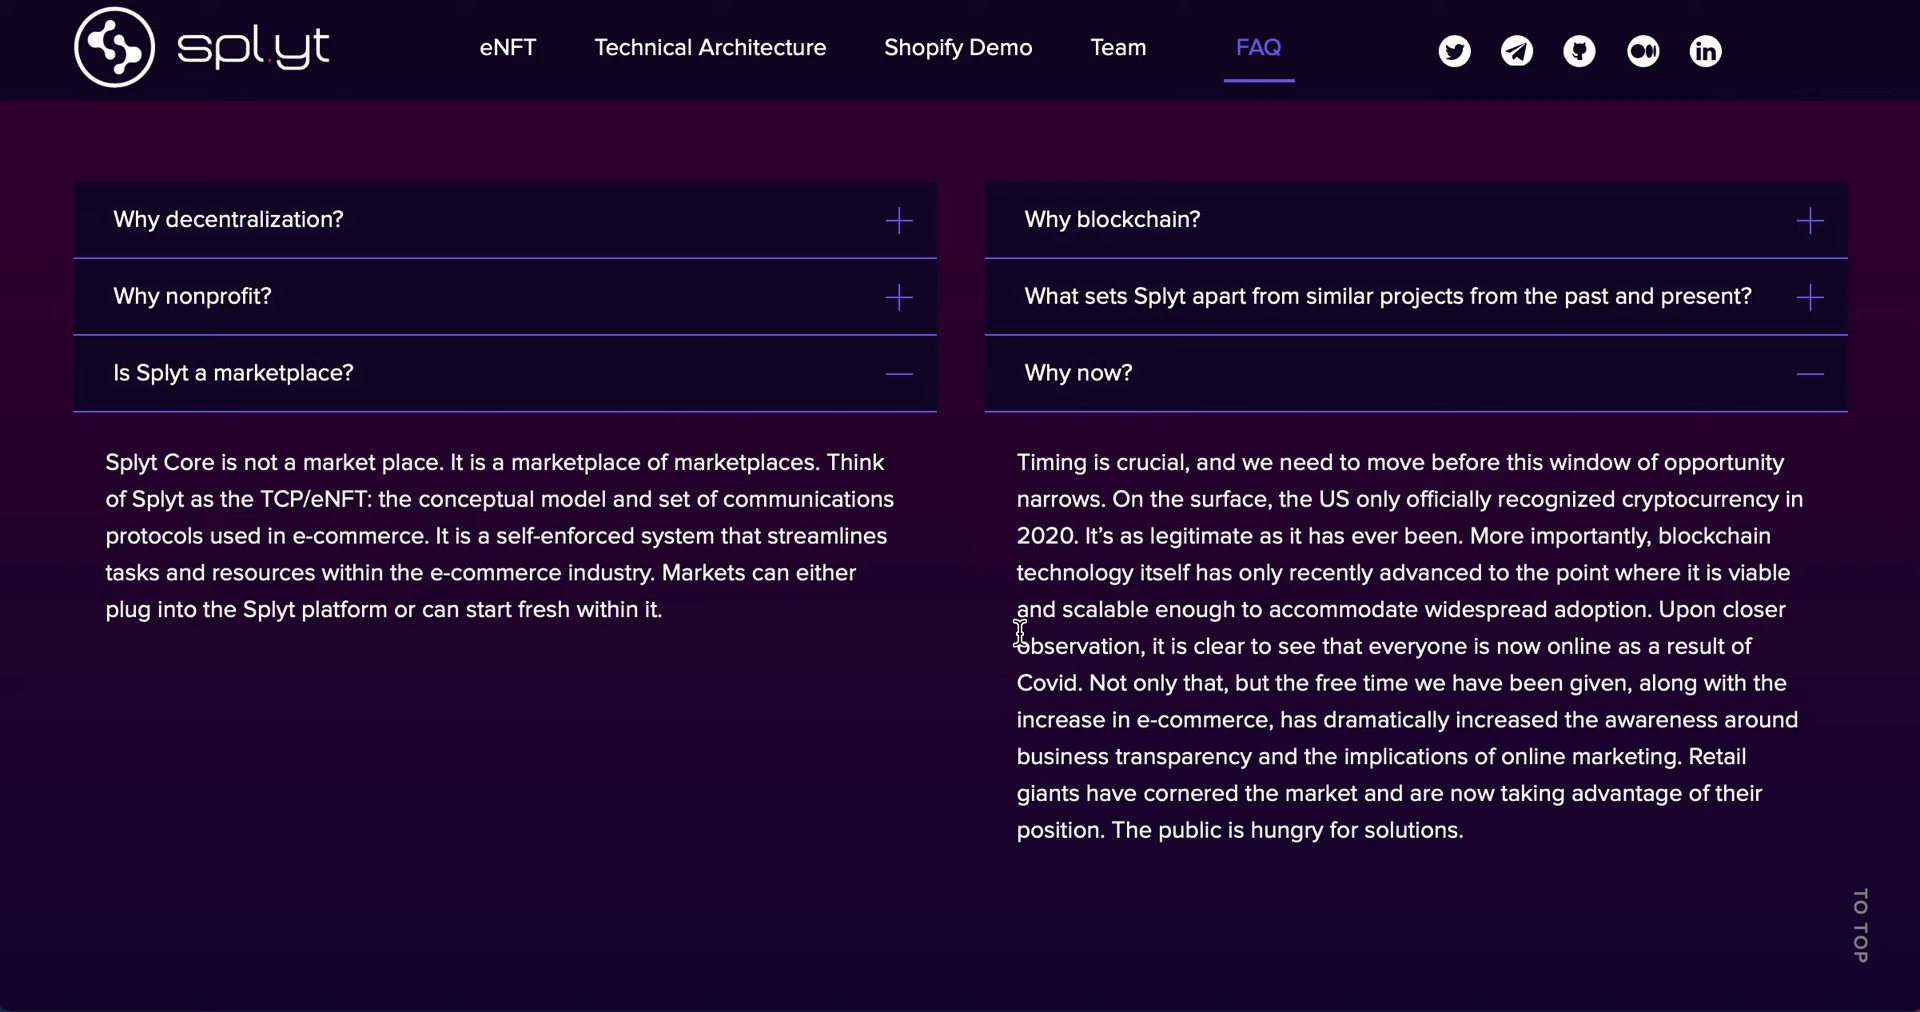 spl.yt
eNFT
Technical Architecture
Shopify Demo
Team
FAQ
Why decentralization?
Why nonprofit?
Is Splyt a marketplace?
Splyt Core is not a market place. It is a marketplace of marketplaces. Think
of Splyt as the TCP/eNFT: the conceptual model and set of communications
protocols used in e-commerce. It is a self-enforced system that streamlines
tasks and resources within the e-commerce industry. Markets can either
plug into the Splyt platform or can start fresh within it.
Why blockchain?
What sets Splyt apart from similar projects from the past and present?
Why now?
Timing is crucial, and we need to move before this window of opportunity
narrows. On the surface, the US only officially recognized cryptocurrency in
2020. It’s as legitimate as it has ever been. More importantly, blockchain
technology itself has only recently advanced to the point where it is viable
and scalable enough to accommodate widespread adoption. Upon closer
observation, it is clear to see that everyone is now online as a result of
Covid. Not only that, but the free time we have been given, along with the
increase in e-commerce, has dramatically increased the awareness around
business transparency and the implications of online marketing. Retail
giants have cornered the market and are now taking advantage of their
position. The public is hungry for solutions.
TO TOP